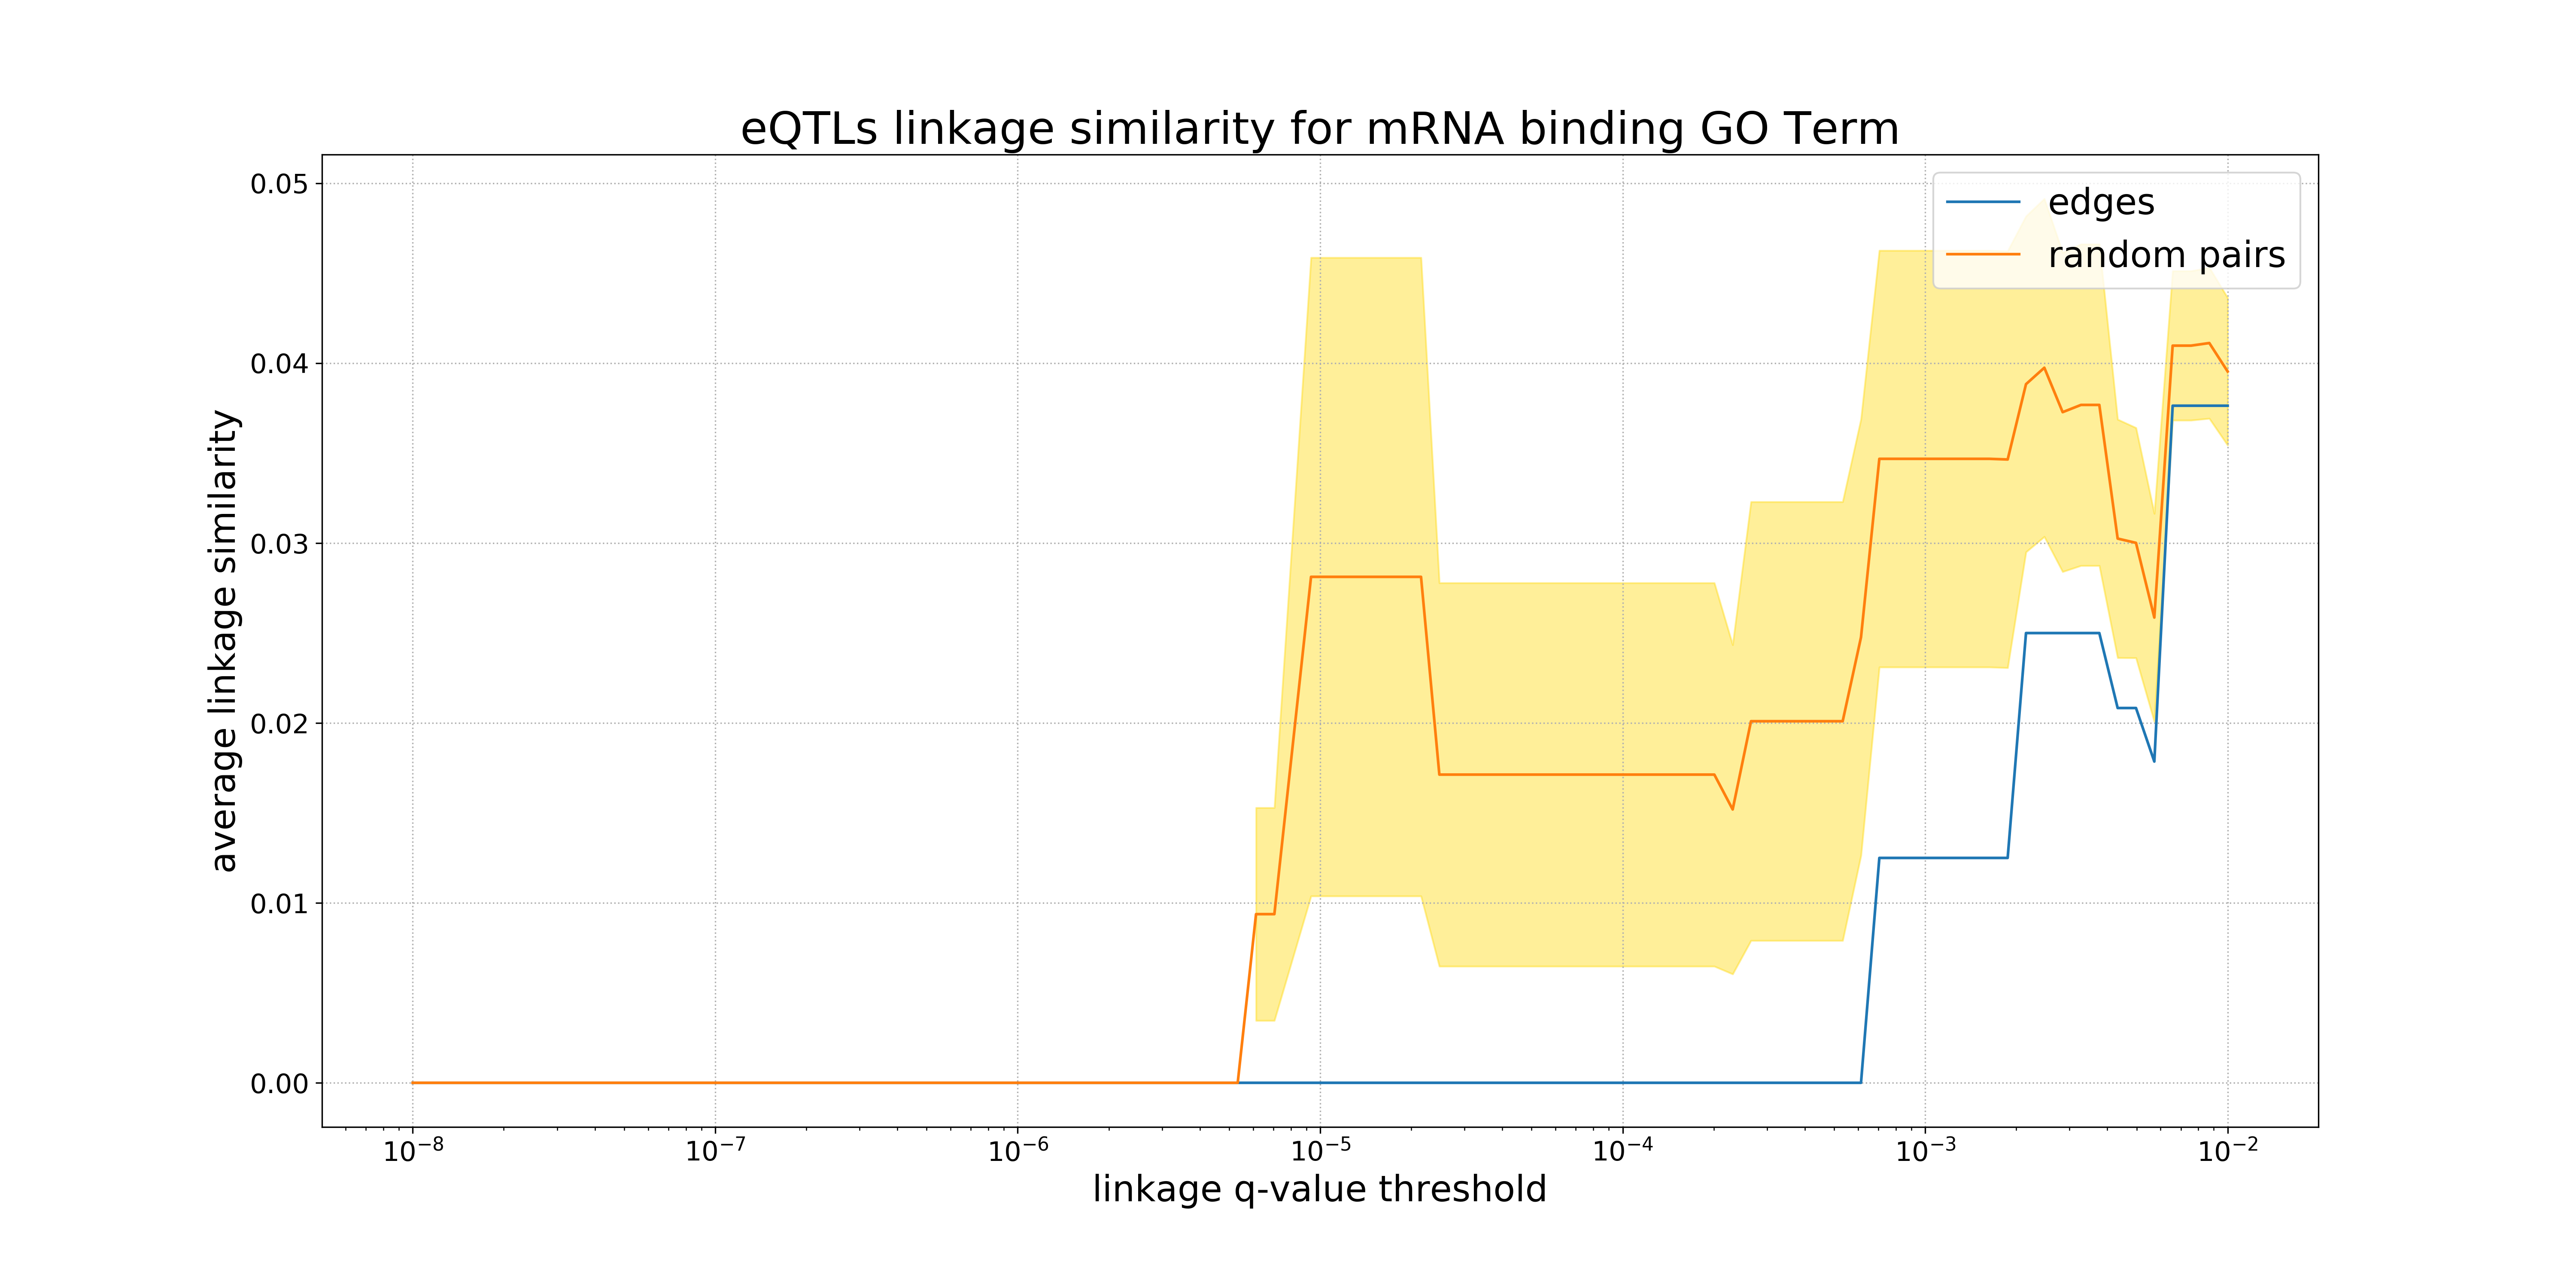 eQTLs linkage similarity for mRNA binding GO Term
edges
random pairs
average linkage similarity
0.05
0.04
0.03
0.02
0.01
0.00
10⁻⁸ 10⁻⁷ 10⁻⁶ 10⁻⁵ 10⁻⁴ 10⁻³ 10⁻²
linkage q-value threshold